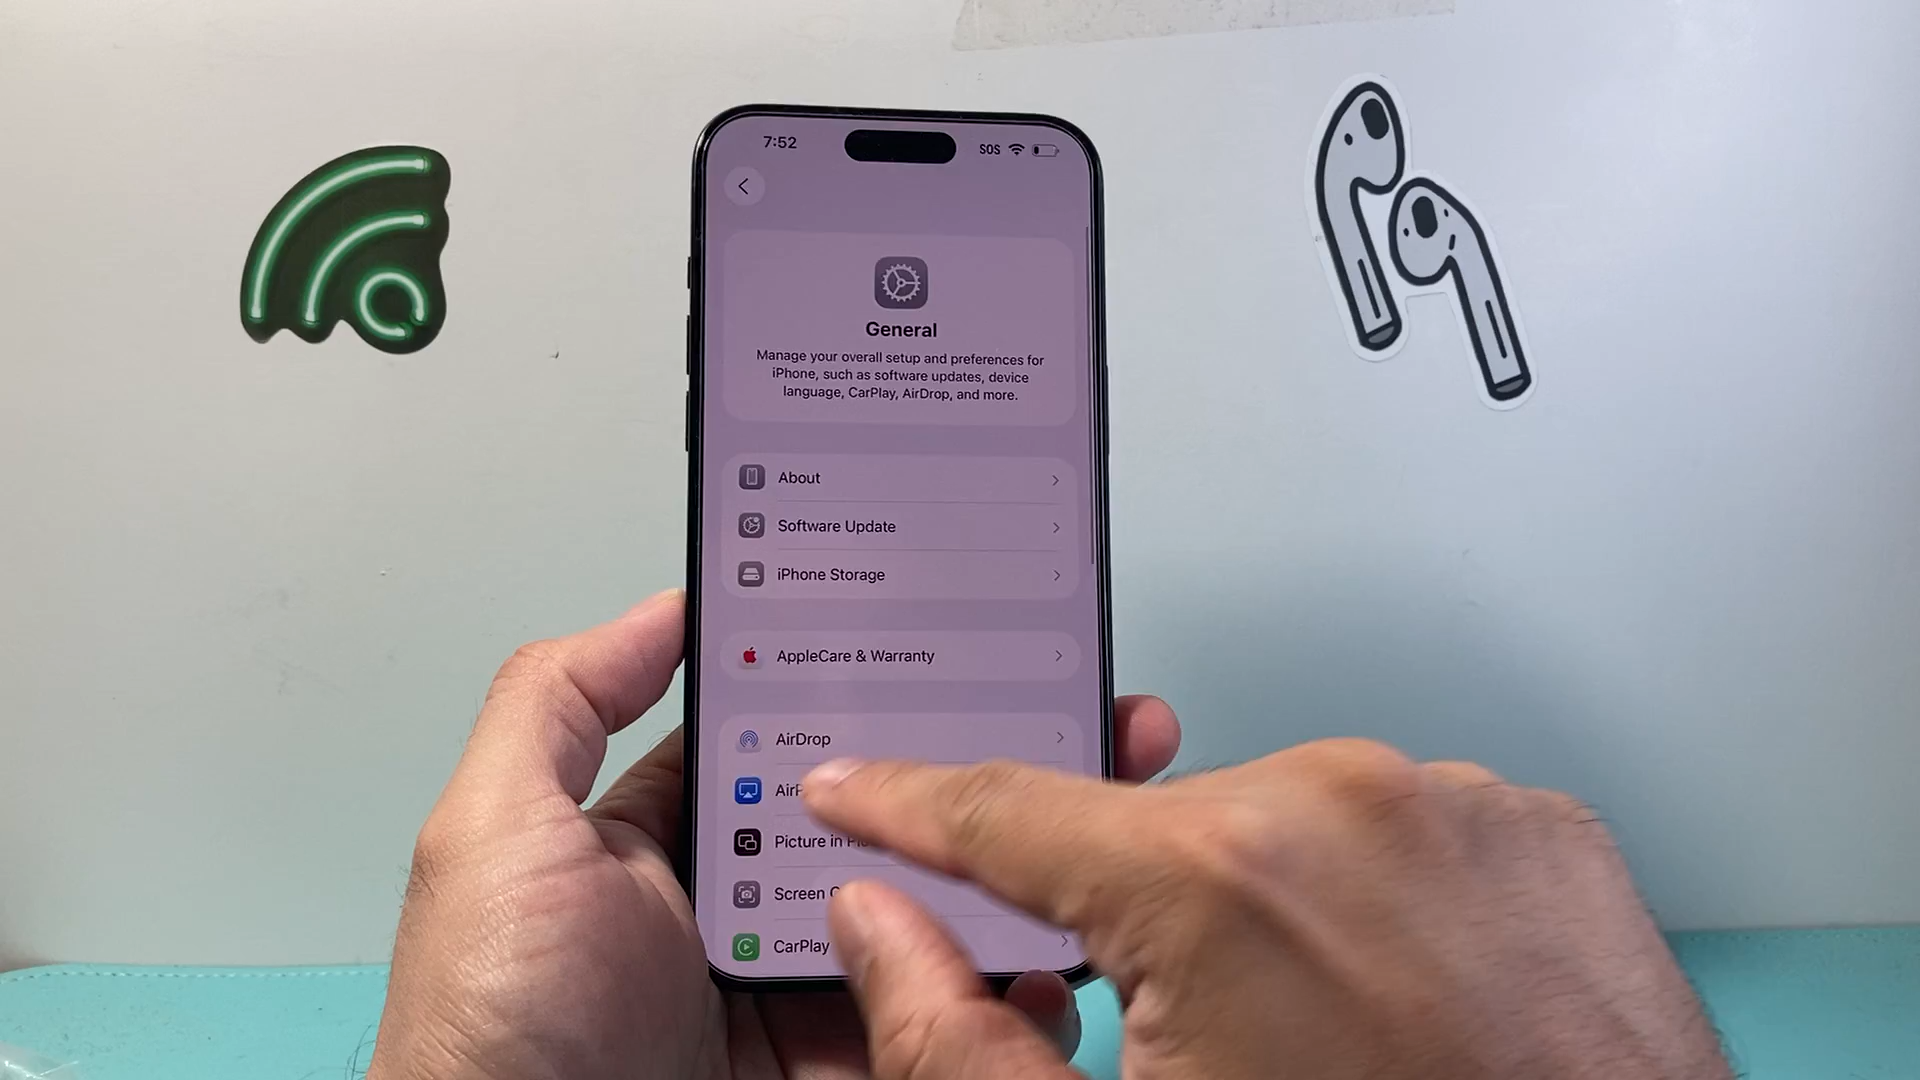 7:52
SOS
General
Manage your overall setup and preferences for
iPhone, such as software updates, device
language, CarPlay, AirDrop, and more.
About
Software Update
iPhone Storage
AppleCare & Warranty
AirDrop
Picture in
Screen
CarPlay